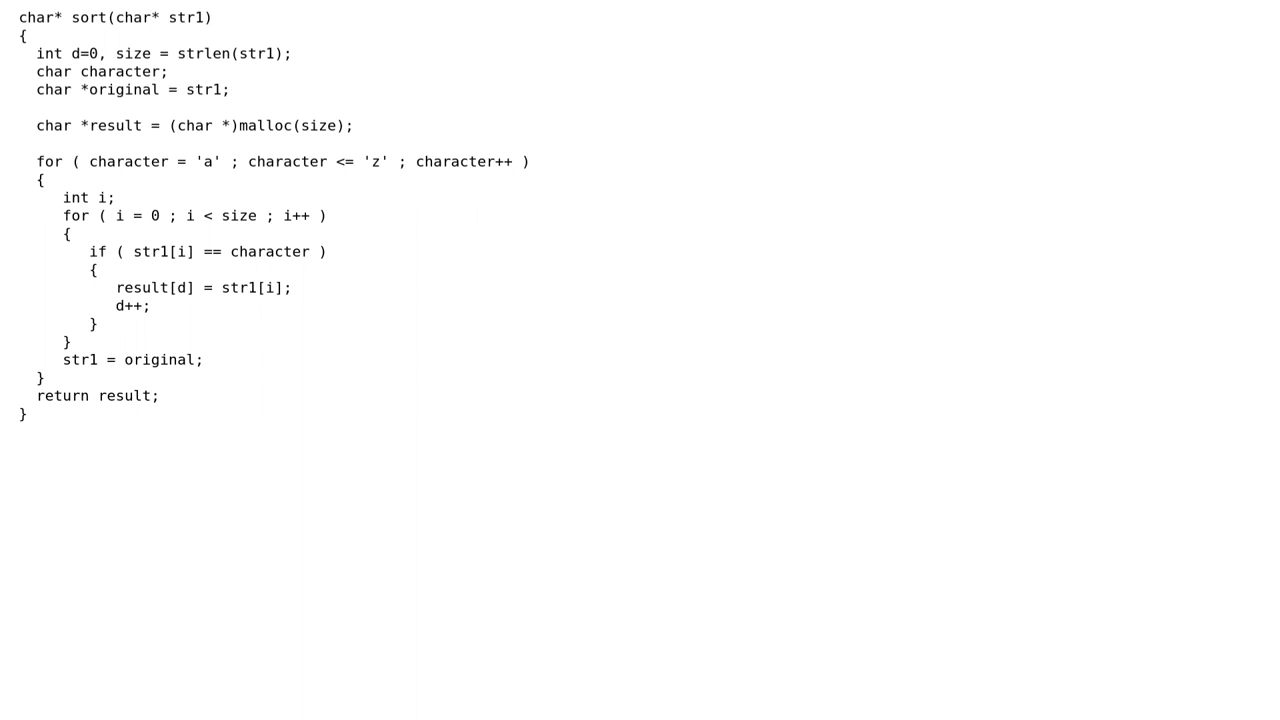 char* sort(char* str1)
{
  int d=0, size = strlen(str1);
  char character;
  char *original = str1;

  char *result = (char *)malloc(size);

  for ( character = 'a' ; character <= 'z' ; character++ )
  {
     int i;
     for ( i = 0 ; i < size ; i++ )
     {
        if ( str1[i] == character )
        {
           result[d] = str1[i];
           d++;
        }
     }
     str1 = original;
  }
  return result;
}